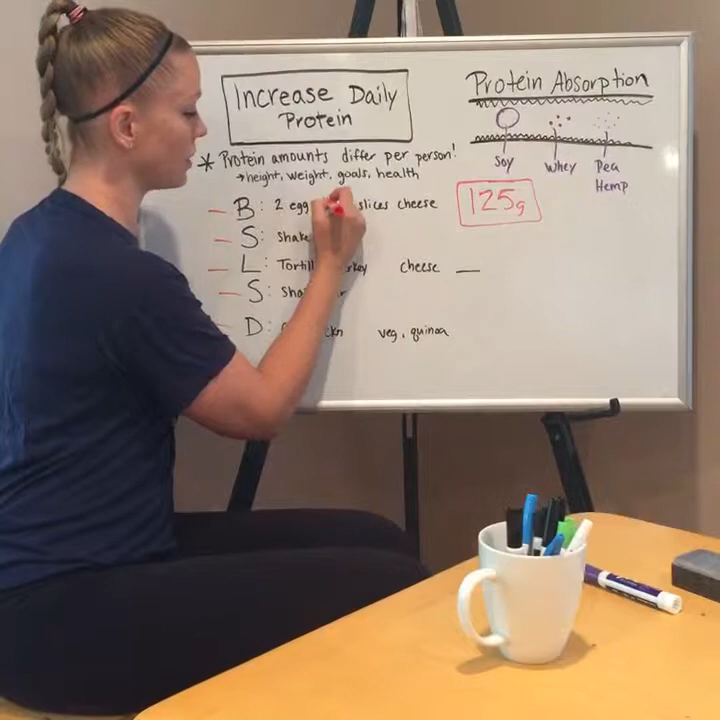 Increase Daily
Protein
* Protein amounts differ per person!
→ height, weight, goals, health
B: 2 egg slices cheese
S: shake
L: Tortill cheese
S:
D: veg, quinoa
Protein Absorption
Soy Whey Pea
Hemp
125g